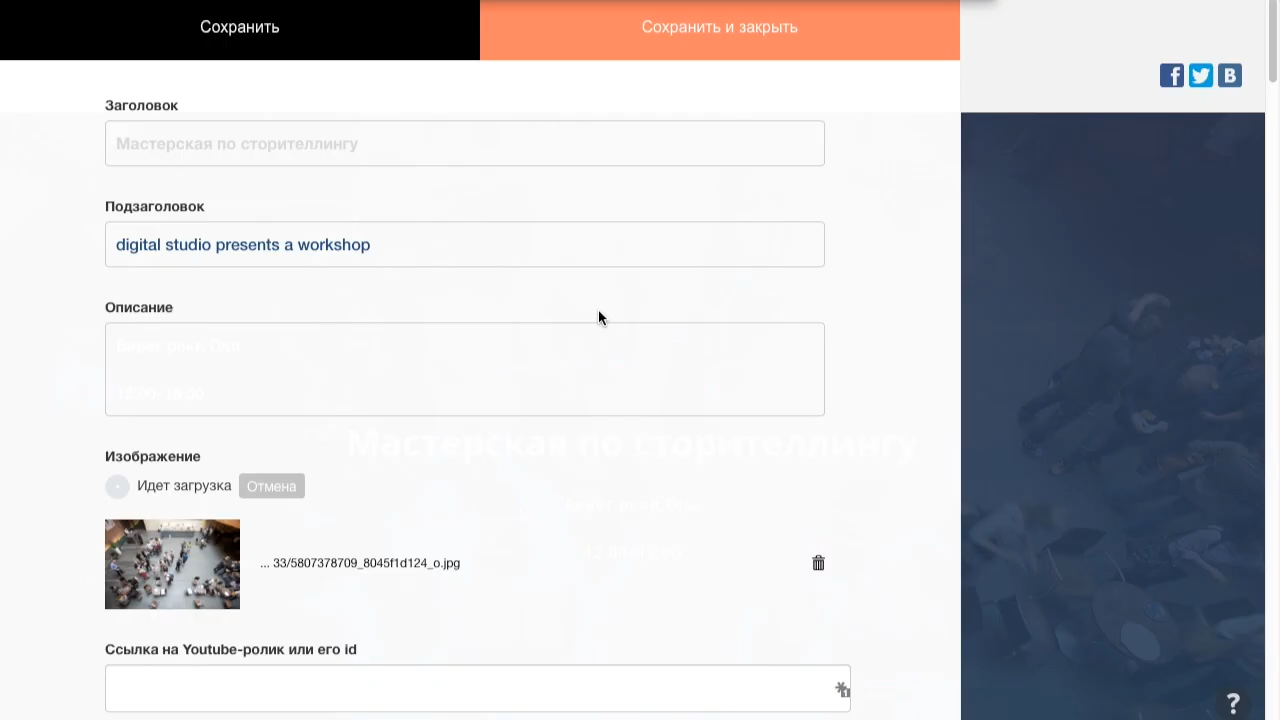 Сохранить
Сохранить и закрыть
Заголовок
Мастерская по сторителлингу
Подзаголовок
digital studio presents a workshop
Описание
Мастерская по сторителлингу
Изображение
Идет загрузка
Отмена
... 33/5807378709_8045f1d124_o.jpg
Ссылка на Youtube-ролик или его id
?